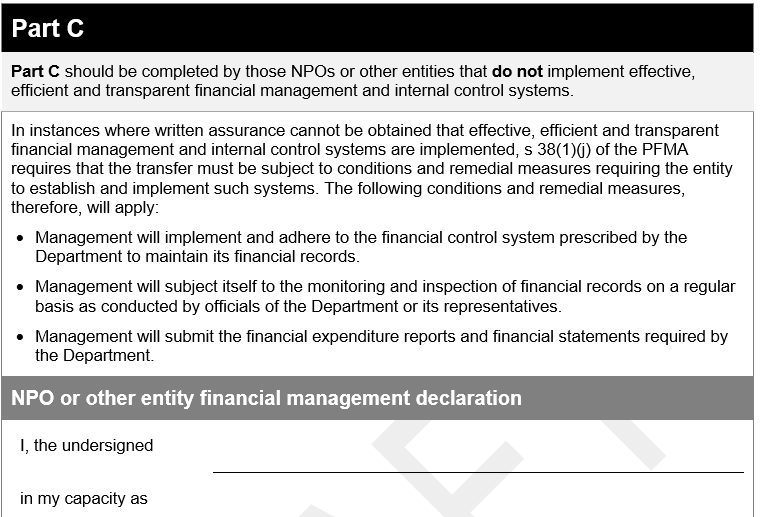 Part C
Part C should be completed by those NPOs or other entities that do not implement effective,
efficient and transparent financial management and internal control systems.
In instances where written assurance cannot be obtained that effective, efficient and transparent
financial management and internal control systems are implemented, s 38(1)(j) of the PFMA
requires that the transfer must be subject to conditions and remedial measures requiring the entity
to establish and implement such systems. The following conditions and remedial measures,
therefore, will apply:
• Management will implement and adhere to the financial control system prescribed by the
Department to maintain its financial records.
• Management will subject itself to the monitoring and inspection of financial records on a regular
basis as conducted by officials of the Department or its representatives.
• Management will submit the financial expenditure reports and financial statements required by
the Department.
NPO or other entity financial management declaration
I, the undersigned
in my capacity as